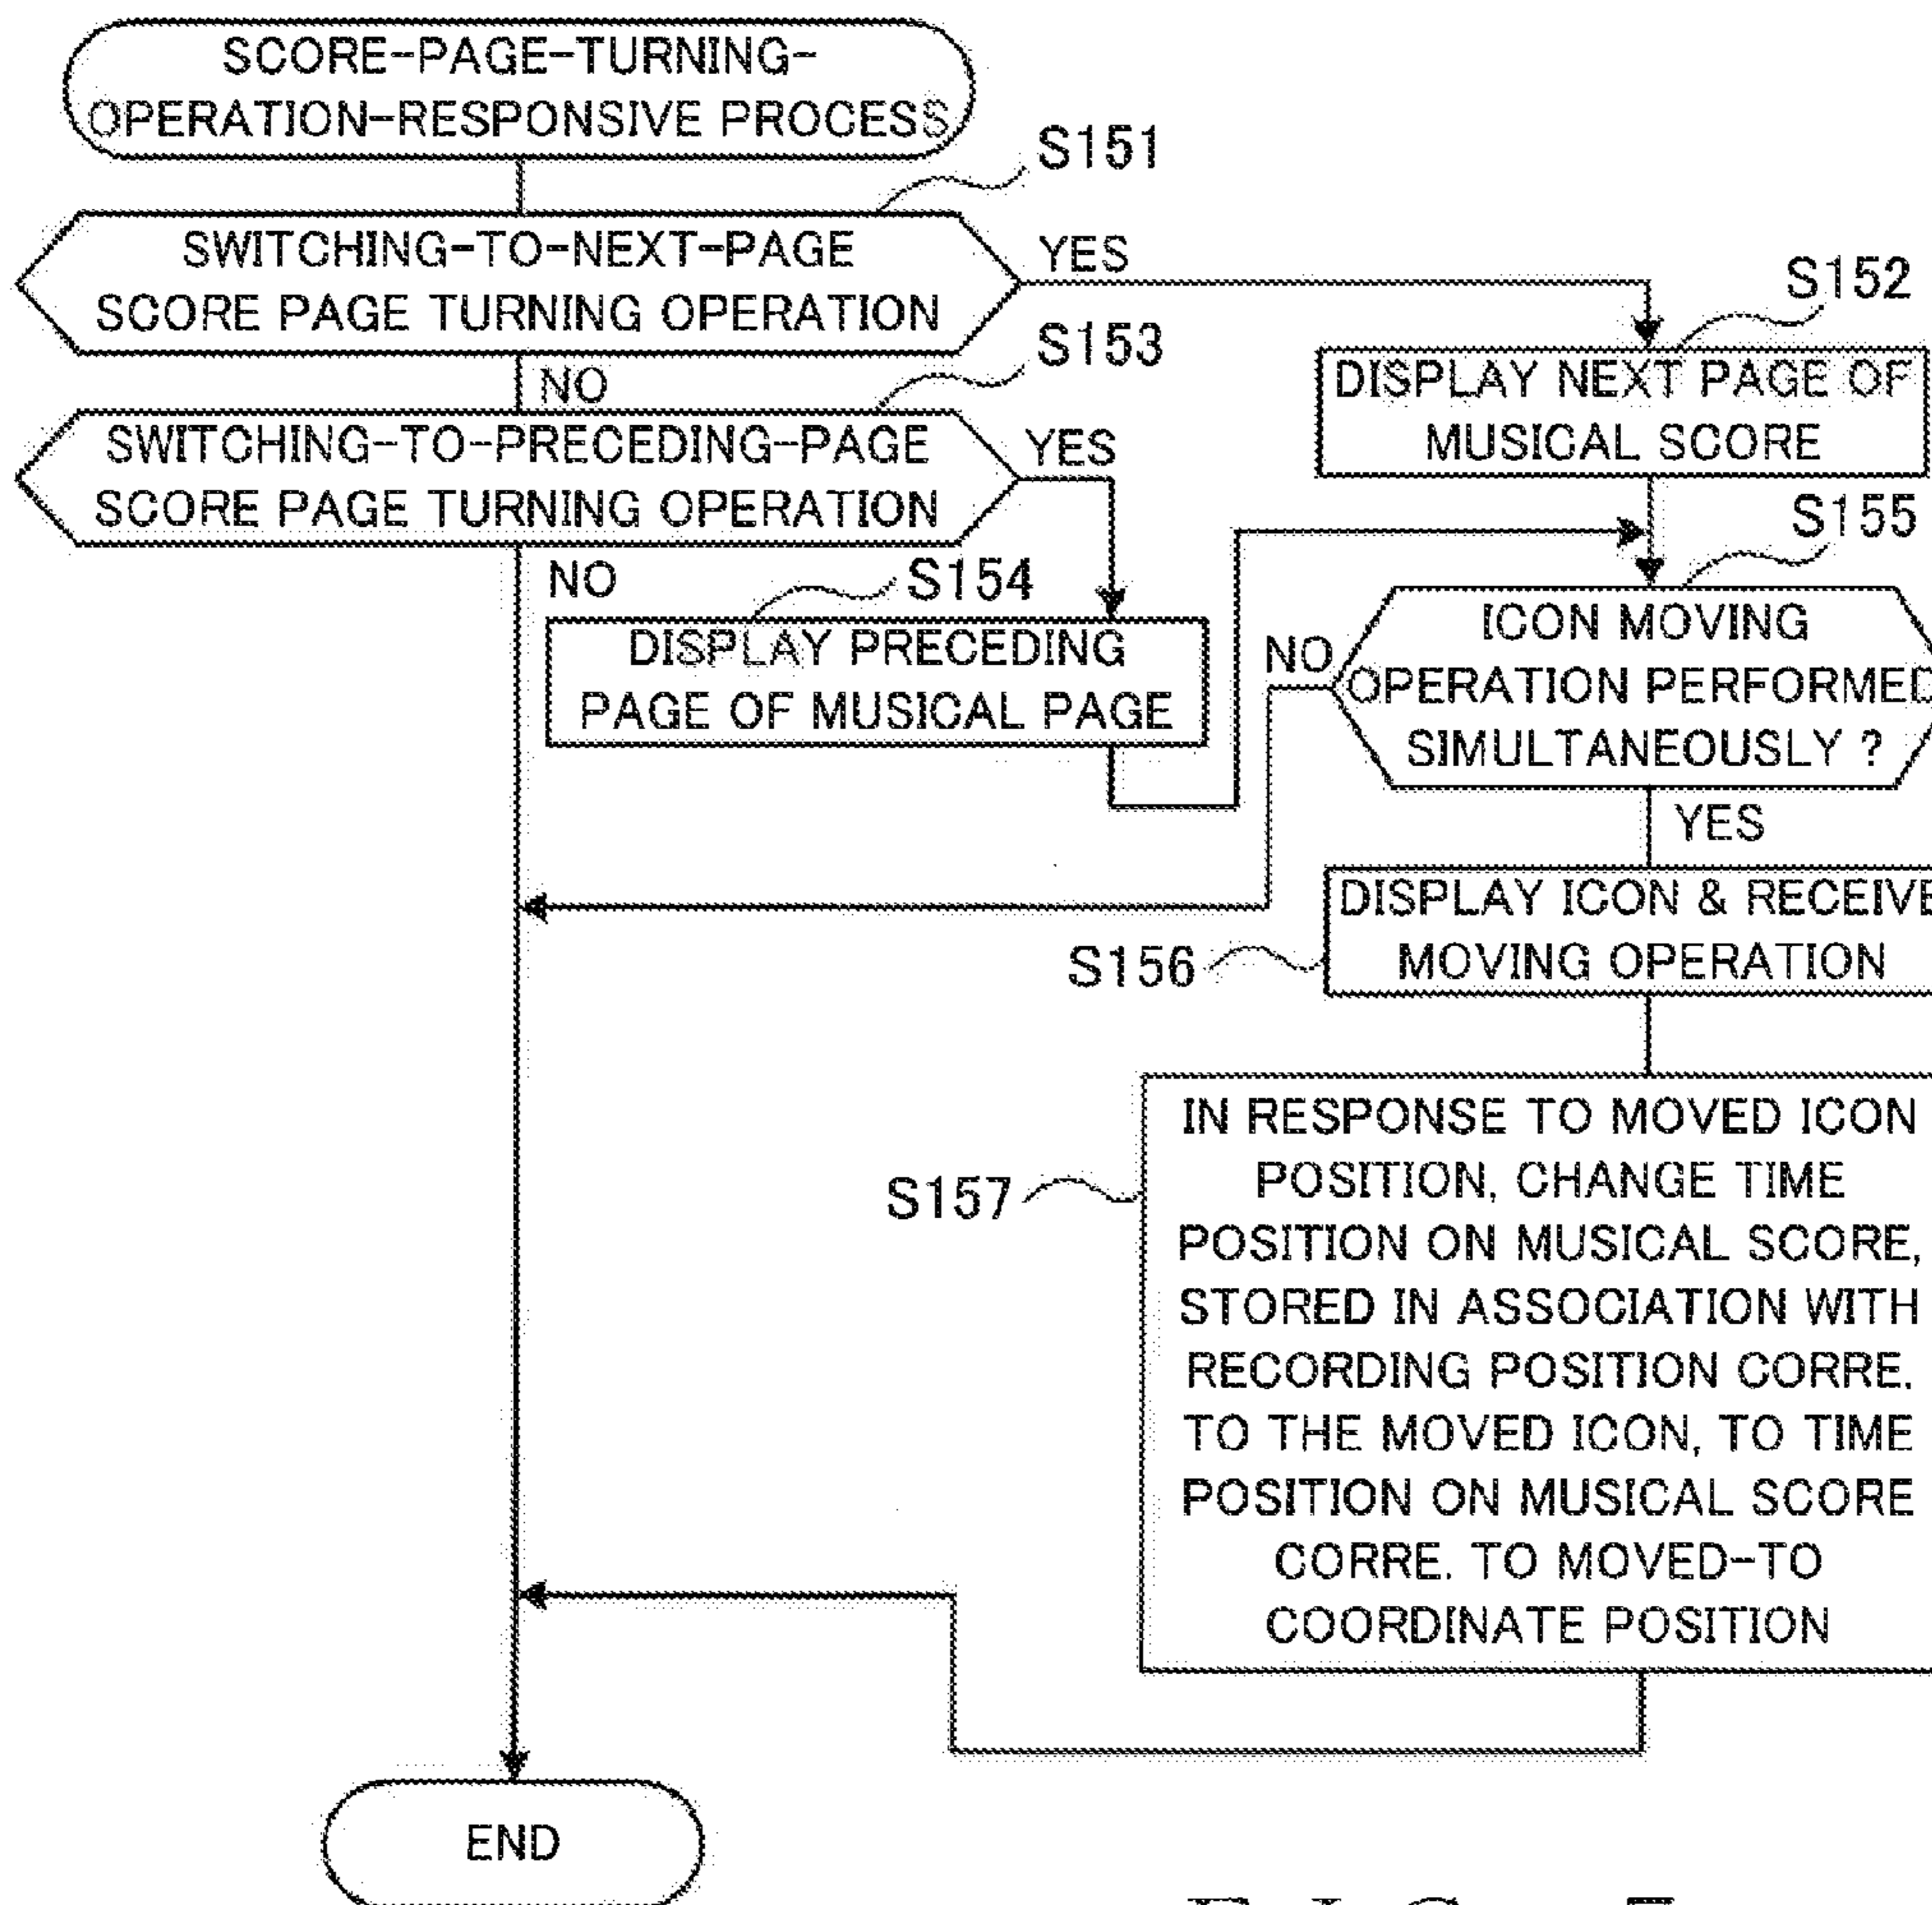 SCORE-PAGE-TURNING-
OPERATION-RESPONSIVE PROCESS
S151
SWITCHING-TO-NEXT-PAGE
SCORE PAGE TURNING OPERATION
YES
S152
DISPLAY NEXT PAGE OF
MUSICAL SCORE
NO
S153
SWITCHING-TO-PRECEDING-PAGE
SCORE PAGE TURNING OPERATION
YES
NO
S154
DISPLAY PRECEDING
PAGE OF MUSICAL PAGE
S155
ICON MOVING
OPERATION PERFORMED
SIMULTANEOUSLY ?
NO
YES
DISPLAY ICON & RECEIVE
MOVING OPERATION
S156
S157
IN RESPONSE TO MOVED ICON
POSITION, CHANGE TIME
POSITION ON MUSICAL SCORE,
STORED IN ASSOCIATION WITH
RECORDING POSITION CORRE.
TO THE MOVED ICON, TO TIME
POSITION ON MUSICAL SCORE
CORRE. TO MOVED-TO
COORDINATE POSITION
END